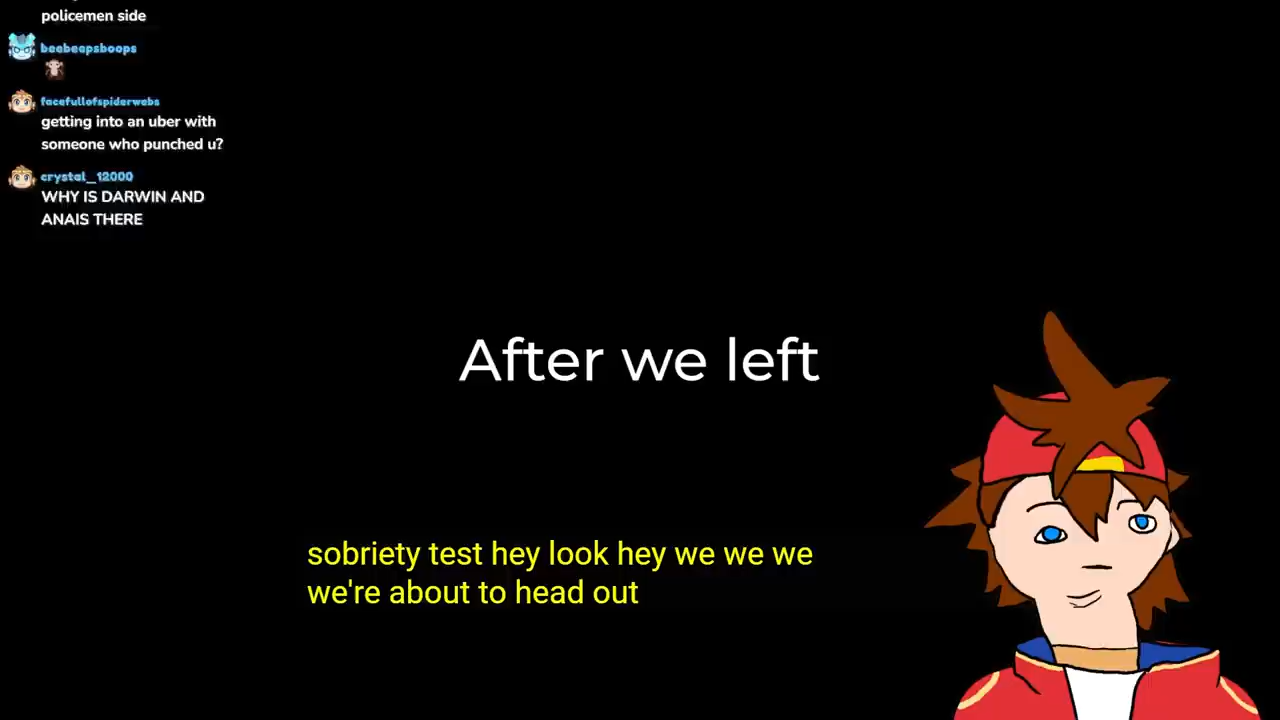 policemen side
beebeepsboops
facefullofspiderwebs
getting into an uber with
someone who punched u?
crystal_12000
WHY IS DARWIN AND
ANAIS THERE
After we left
sobriety test hey look hey we we we
we're about to head out